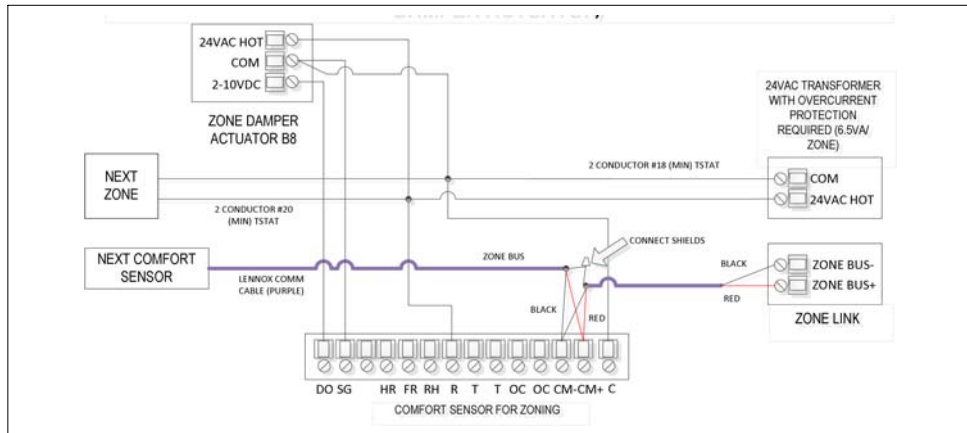 24VAC HOT
COM
2-10VDC
ZONE DAMPER
ACTUATOR B8
24VAC TRANSFORMER
WITH OVERCURRENT
PROTECTION
REQUIRED (6.5VA/
ZONE)
2 CONDUCTOR #18 (MIN) TSTAT
NEXT
ZONE
COM
24VAC HOT
2 CONDUCTOR #20
(MIN) TSTAT
CONNECT SHIELDS
NEXT COMFORT
SENSOR
ZONE BUS
LENNOX COMM
CABLE (PURPLE)
BLACK
ZONE BUS-
ZONE BUS+
RED
BLACK
RED
ZONE LINK
DO SG HR FR RH R T T OC OC CM- CM+ C
COMFORT SENSOR FOR ZONING